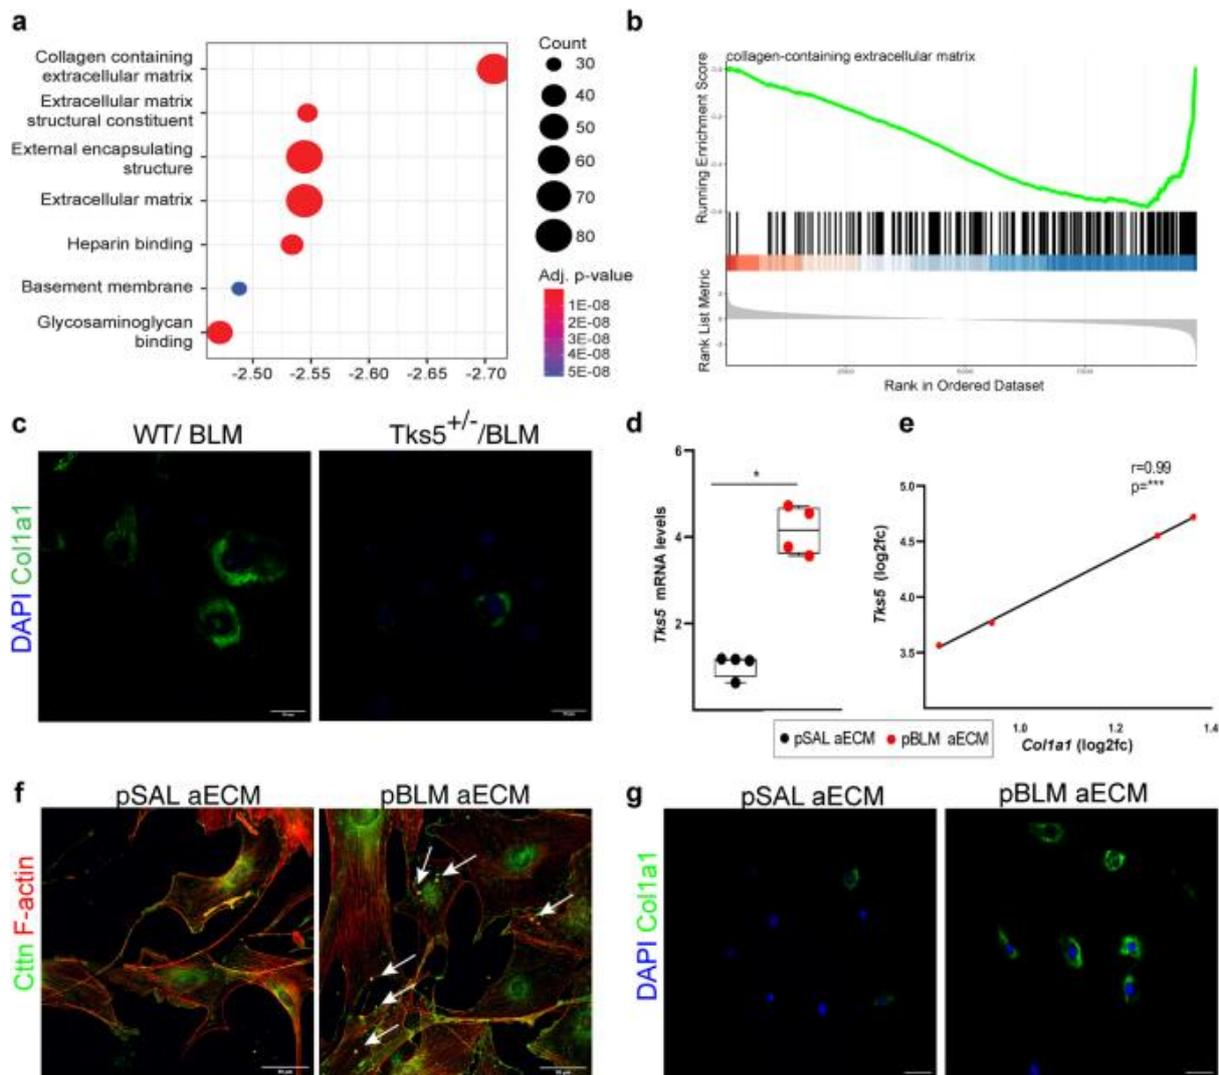 a
Collagen containing
extracellular matrix
Extracellular matrix
structural constituent
External encapsulating
structure
Extracellular matrix
Heparin binding
Basement membrane
Glycosaminoglycan
binding
-2.50 -2.55 -2.60 -2.65 -2.70
Count
30
40
50
60
70
80
Adj. p-value
1E-08
2E-08
3E-08
4E-08
5E-08
b
collagen-containing extracellular matrix
Running Enrichment Score
Rank List Metric
Rank in Ordered Dataset
c
WT/ BLM
Tks5+/-/BLM
DAPI Col1a1
d
Tks5 mRNA levels
6
4
2
*
e
r=0.99
p=***
Tks5 (log2fc)
5.0
4.5
4.0
3.5
1.0 1.2 1.4
Col1a1 (log2fc)
pSAL aECM pBLM aECM
f
pSAL aECM
pBLM aECM
Cttn F-actin
g
pSAL aECM
pBLM aECM
DAPI Col1a1